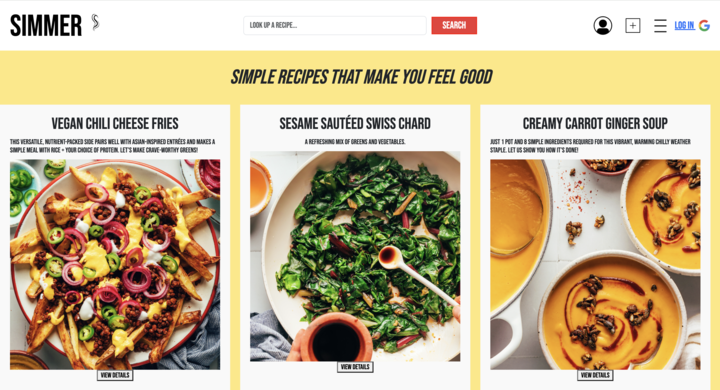 SIMMER
LOOK UP A RECIPE...
SEARCH
LOG IN
SIMPLE RECIPES THAT MAKE YOU FEEL GOOD
VEGAN CHILI CHEESE FRIES
THIS VERSATILE, NUTRIENT-PACKED SIDE PAIRS WELL WITH ASIAN-INSPIRED ENTRÉES AND MAKES A
SIMPLE MEAL WITH RICE + YOUR CHOICE OF PROTEIN. LET'S MAKE CRAVE-WORTHY GREENS!
VIEW DETAILS
SESAME SAUTÉED SWISS CHARD
A REFRESHING MIX OF GREENS AND VEGETABLES.
VIEW DETAILS
CREAMY CARROT GINGER SOUP
JUST 1 POT AND 8 SIMPLE INGREDIENTS REQUIRED FOR THIS VIBRANT, WARMING CHILLY WEATHER
STAPLE. LET US SHOW YOU HOW IT'S DONE!
VIEW DETAILS